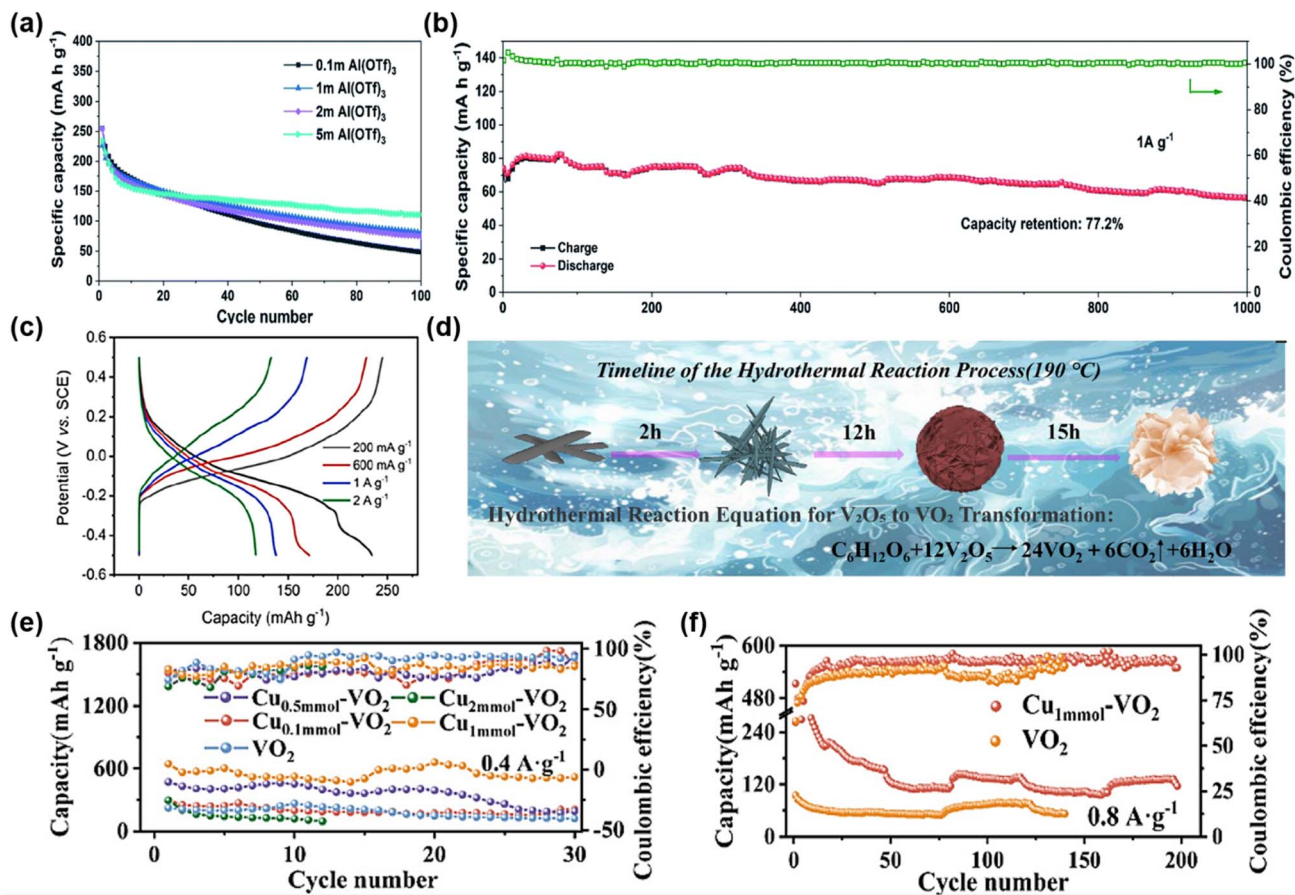 (a)
400
350
300
250
200
150
100
50
0
0 20 40 60 80 100
Specific capacity (mA h g⁻¹)
Cycle number
0.1m Al(OTf)₃
1m Al(OTf)₃
2m Al(OTf)₃
5m Al(OTf)₃
(b)
140
120
100
80
60
40
20
0
Specific capacity (mA h g⁻¹)
100
80
60
40
20
0
Coulombic efficiency (%)
1A g⁻¹
Capacity retention: 77.2%
Charge
Discharge
0 200 400 600 800 1000
Cycle number
(c)
0.6
0.4
0.2
0.0
-0.2
-0.4
-0.6
Potential (V vs. SCE)
200 mA g⁻¹
600 mA g⁻¹
1 A g⁻¹
2 A g⁻¹
0 50 100 150 200 250
Capacity (mAh g⁻¹)
(d)
Timeline of the Hydrothermal Reaction Process(190 °C)
2h 12h 15h
Hydrothermal Reaction Equation for V₂O₅ to VO₂ Transformation:
C₆H₁₂O₆+12V₂O₅→24VO₂ + 6CO₂↑+6H₂O
(e)
1800
1500
1200
900
600
300
0
Capacity(mAh g⁻¹)
100
50
0
-50
Coulombic effciency(%)
Cu₀.₅mmol-VO₂ Cu₂mmol-VO₂
Cu₀.₁mmol-VO₂ Cu₁mmol-VO₂
VO₂
0.4 A·g⁻¹
0 10 20 30
Cycle number
(f)
600
480
240
120
0
Capacity(mAh g⁻¹)
100
75
50
25
0
Coulombic effciency(%)
Cu₁mmol-VO₂
VO₂
0.8 A·g⁻¹
0 50 100 150 200
Cycle number